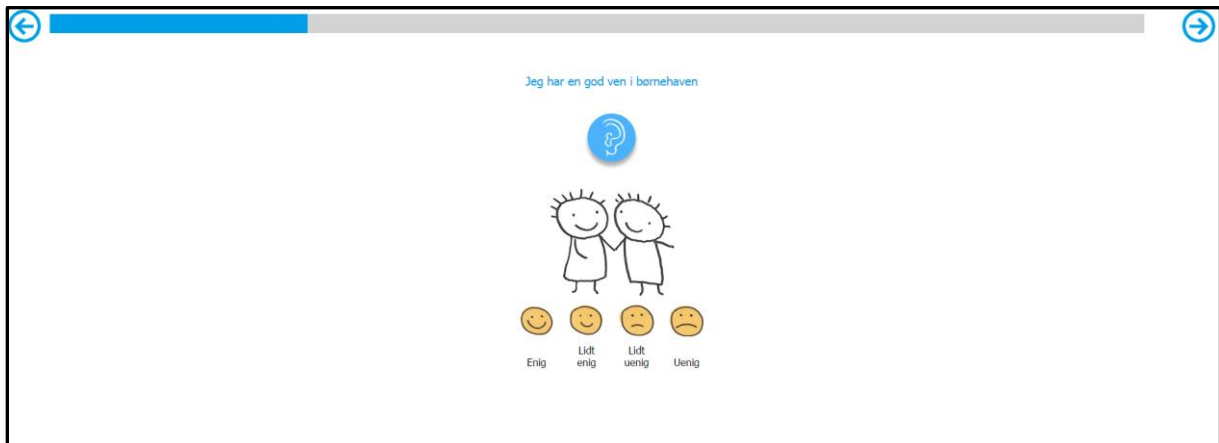 Jeg har en god ven i børnehaven
Enig
Lidt enig
Lidt uenig
Uenig